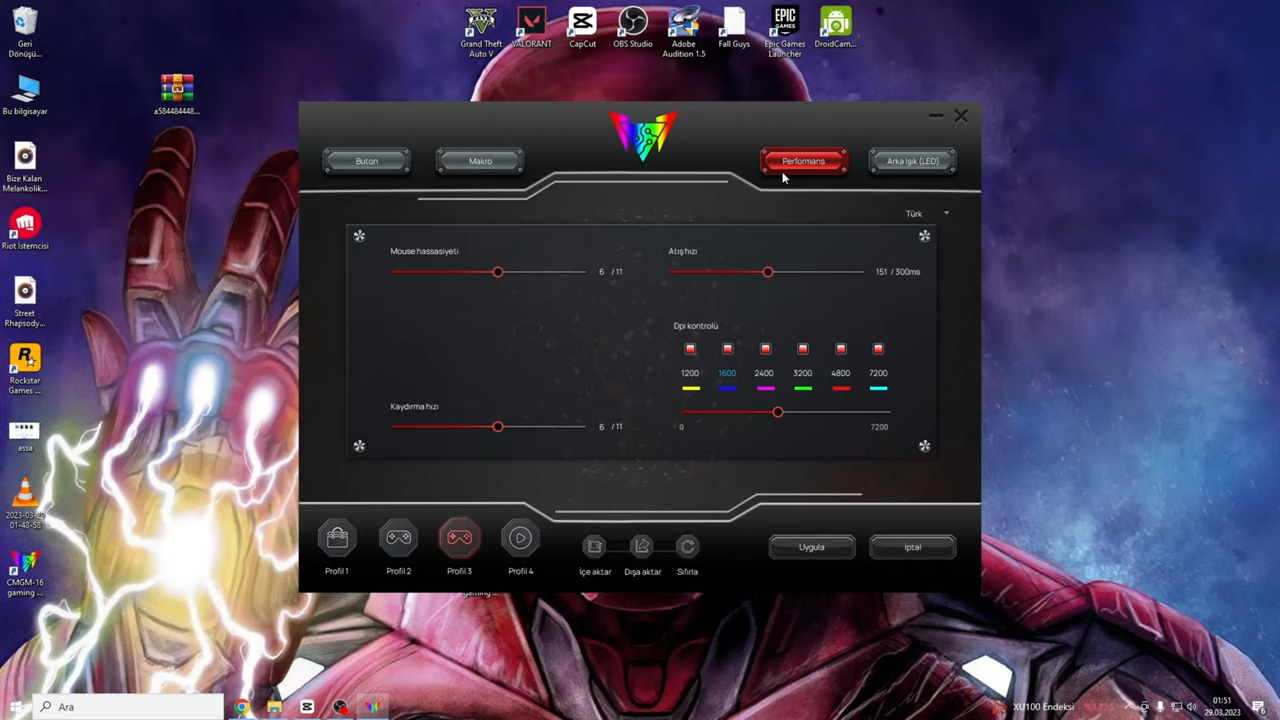 Geri
Dönüşü...
Bu bilgisayar
Bize Kalan
Melankolik...
Riot İstemcisi
Street
Rhapsody...
Rockstar
Games ...
assa
2023-03-
01-48-58
CMGM-16
gaming ...
a584484448...
Grand Theft
Auto V
VALORANT
CapCut
OBS Studio
Adobe
Audition 1.5
Fall Guys
EPIC
GAMES
Epic Games
Launcher
DroidCam...
Buton
Makro
Performans
Arka Işık (LED)
Türk
Mouse hassasiyeti
6 / 11
Atış hızı
151 / 300ms
Dpi kontrolü
1200 1600 2400 3200 4800 7200
0 7200
Kaydırma hızı
6 / 11
Profil 1
Profil 2
Profil 3
Profil 4
İçe aktar
Dışa aktar
Sıfırla
Uygula
İptal
gaming ...
Ara
XU100 Endeksi
01:51
29.03.2023
6